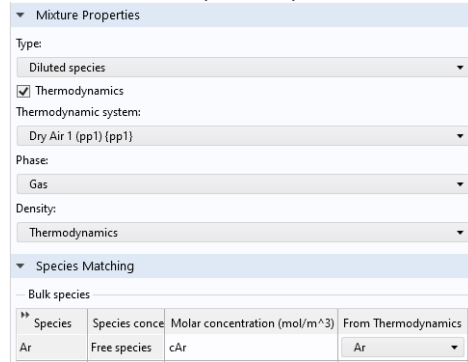 Mixture Properties
Type:
Diluted species
Thermodynamics
Thermodynamic system:
Dry Air 1 (pp1) {pp1}
Phase:
Gas
Density:
Thermodynamics
Species Matching
Bulk species
Species Species conce Molar concentration (mol/m^3) From Thermodynamics
Ar Free species cAr Ar